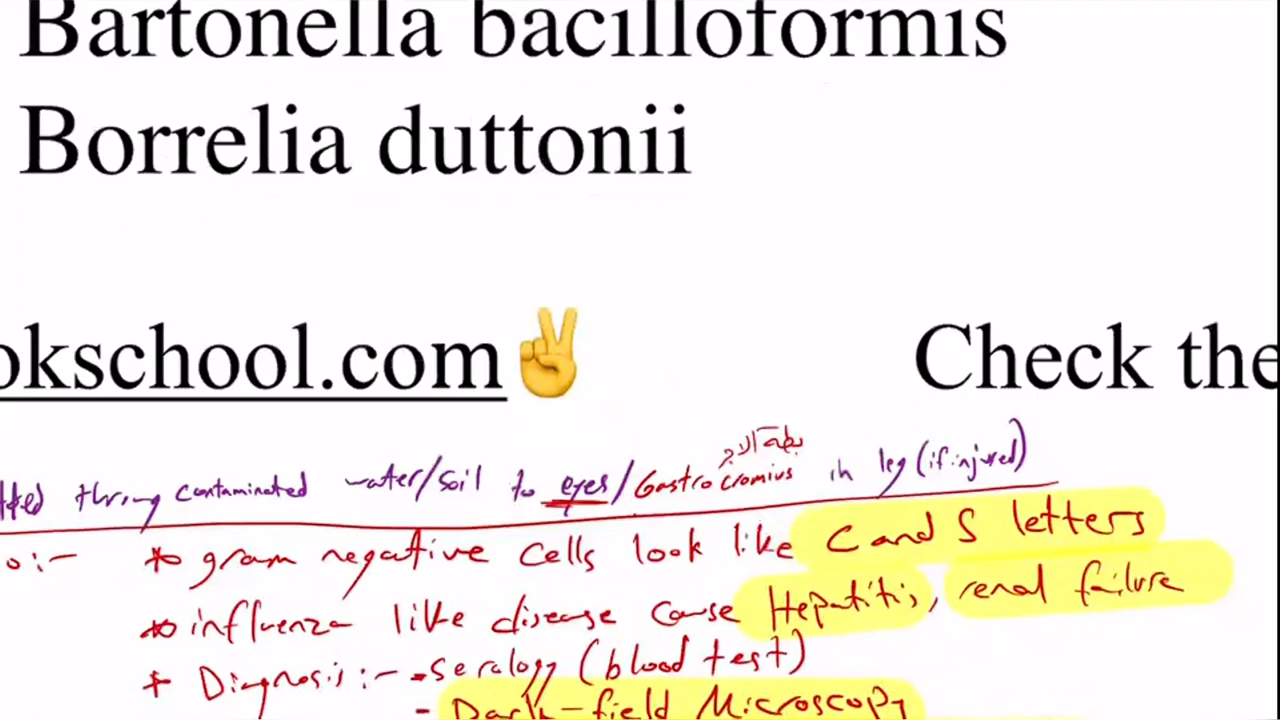 Bartonella bacilloformis
Borrelia duttonii
okschool.com✌️
Check the
بطة الاجر
tted through contaminated water/soil to eyes/Gastrocromius in leg (if injured)
o:- * gram negative cells look like C and S letters
* influenza like disease cause Hepatitis, renal failure
* Diagnosis:- - Serology (blood test)
- Dark-field Microscopy